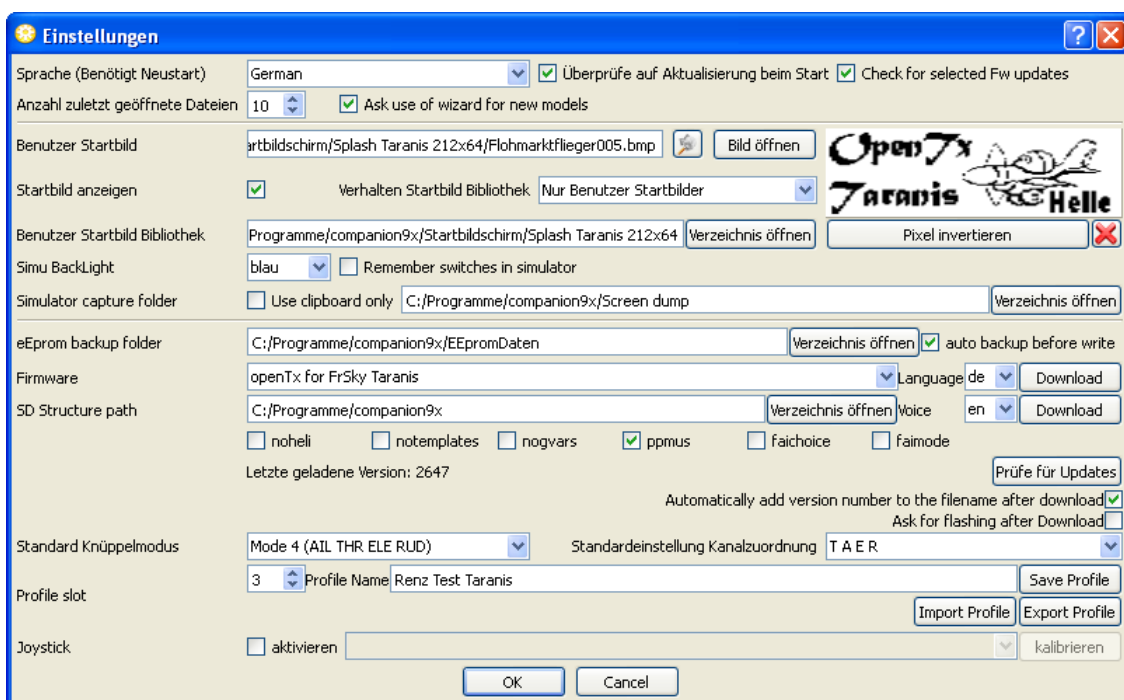 Einstellungen
Sprache (Benötigt Neustart) German Überprüfe auf Aktualisierung beim Start Check for selected Fw updates
Anzahl zuletzt geöffnete Dateien 10 Ask use of wizard for new models
Benutzer Startbild artbildschirm/Splash Taranis 212x64/Flohmarktflieger005.bmp Bild öffnen
OpenTx
Taranis Helle
Startbild anzeigen Verhalten Startbild Bibliothek Nur Benutzer Startbilder
Benutzer Startbild Bibliothek Programme/companion9x/Startbildschirm/Splash Taranis 212x64 Verzeichnis öffnen Pixel invertieren
Simu BackLight blau Remember switches in simulator
Simulator capture folder Use clipboard only C:/Programme/companion9x/Screen dump Verzeichnis öffnen
eEprom backup folder C:/Programme/companion9x/EEpromDaten Verzeichnis öffnen auto backup before write
Firmware openTx for FrSky Taranis Language de Download
SD Structure path C:/Programme/companion9x Verzeichnis öffnen Voice en Download
noheli notemplates nogvars ppmus faichoice faimode
Letzte geladene Version: 2647 Prüfe für Updates
Automatically add version number to the filename after download
Ask for flashing after Download
Standard Knüppelmodus Mode 4 (AIL THR ELE RUD) Standardeinstellung Kanalzuordnung T A E R
Profile slot 3 Profile Name Renz Test Taranis Save Profile
Import Profile Export Profile
Joystick aktivieren kalibrieren
OK Cancel